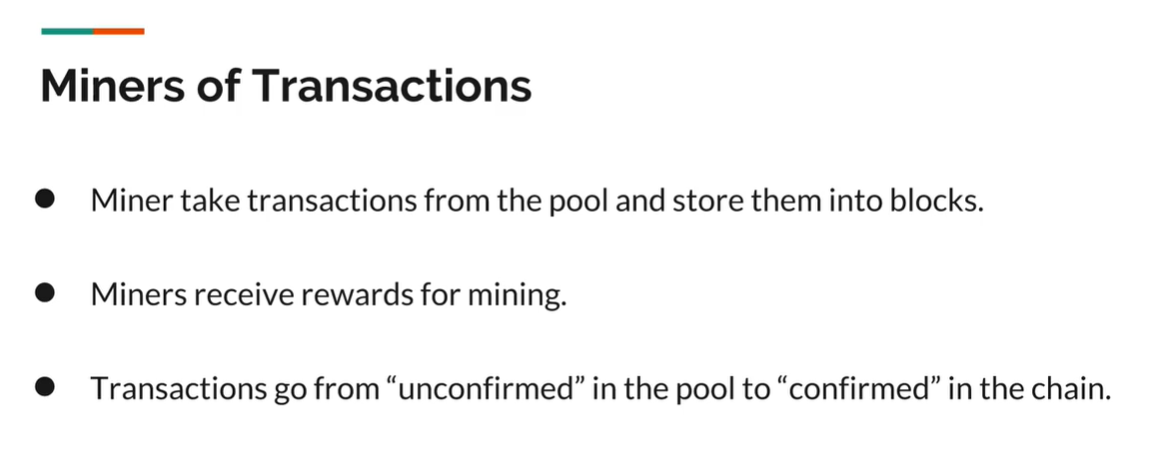 Miners of Transactions
● Miner take transactions from the pool and store them into blocks.
● Miners receive rewards for mining.
● Transactions go from “unconfirmed” in the pool to “confirmed” in the chain.